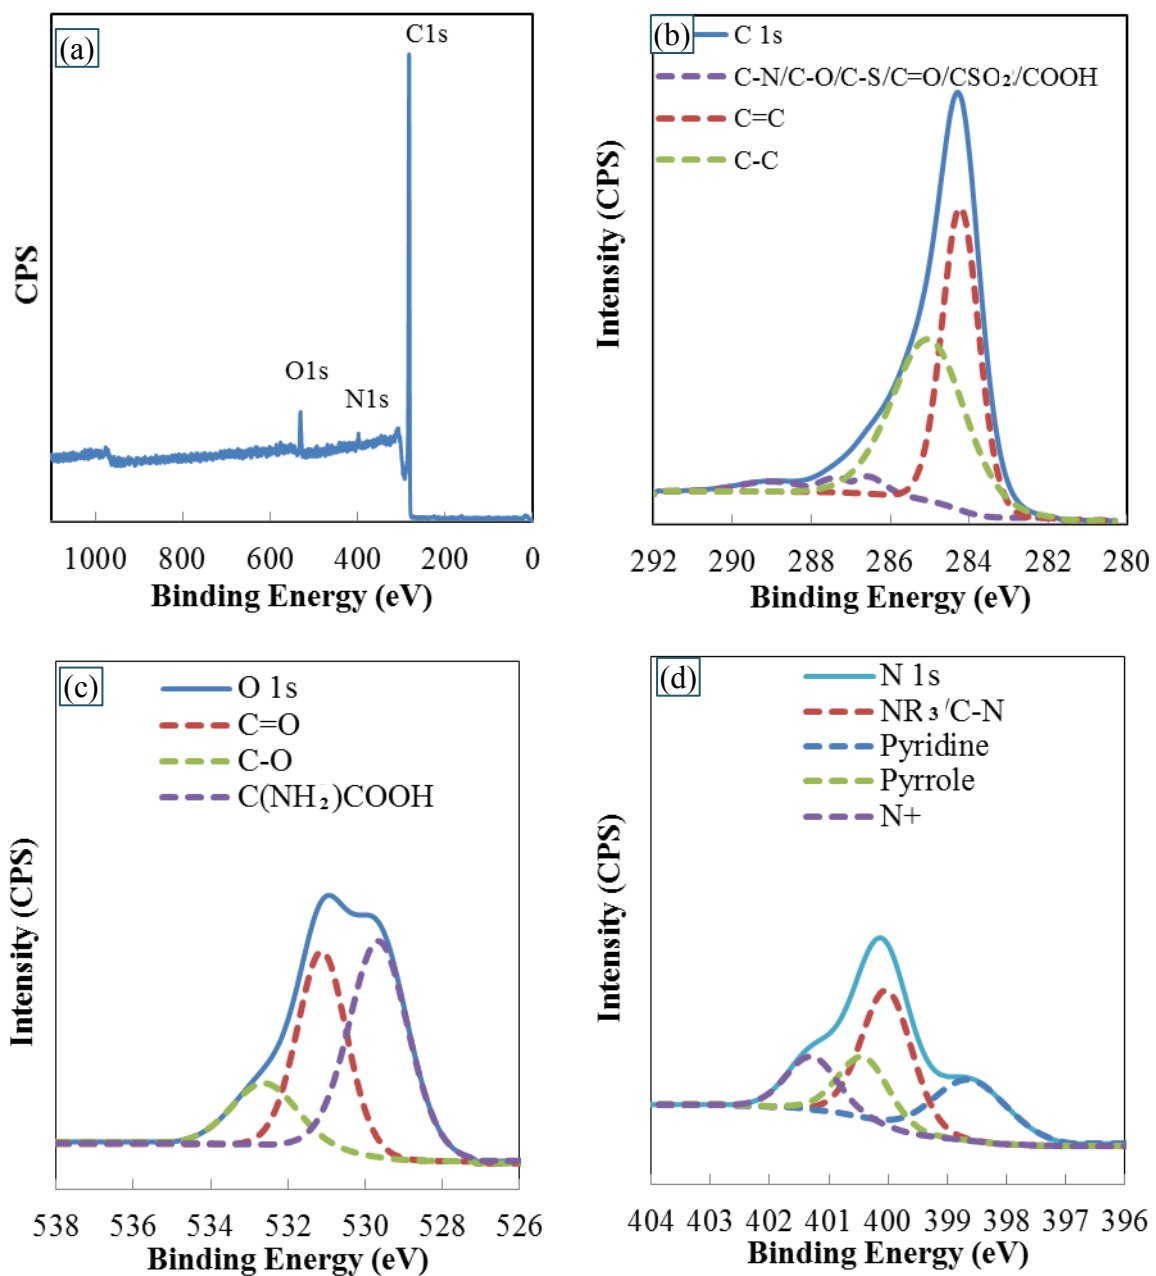 (a)
C1s
O1s
N1s
CPS
1000 800 600 400 200 0
Binding Energy (eV)
(b)
C 1s
C-N/C-O/C-S/C=O/CSO₂/COOH
C=C
C-C
Intensity (CPS)
292 290 288 286 284 282 280
Binding Energy (eV)
(c)
O 1s
C=O
C-O
C(NH₂)COOH
Intensity (CPS)
538 536 534 532 530 528 526
Binding Energy (eV)
(d)
N 1s
NR₃/C-N
Pyridine
Pyrrole
N+
Intensity (CPS)
404 403 402 401 400 399 398 397 396
Binding Energy (eV)